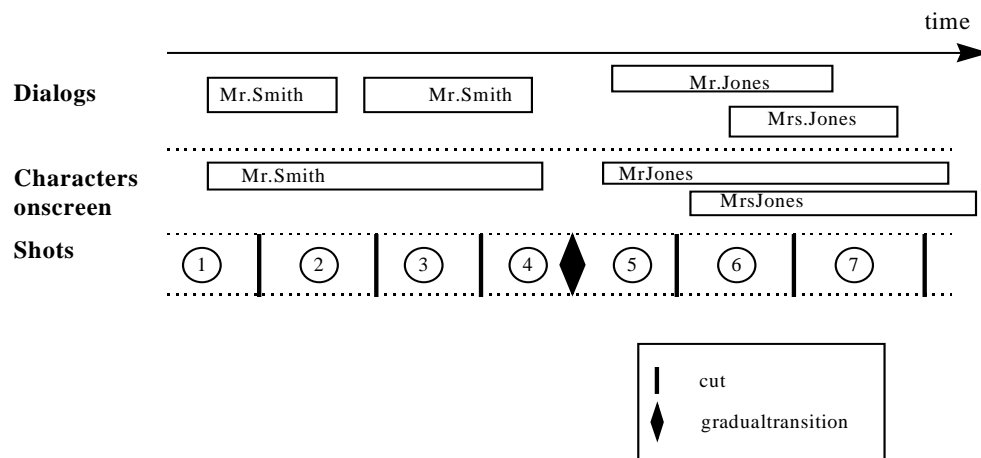 time
Dialogs
Mr.Smith
Mr.Smith
Mr.Jones
Mrs.Jones
Characters
onscreen
Mr.Smith
MrJones
MrsJones
Shots
1
2
3
4
5
6
7
cut
gradualtransition